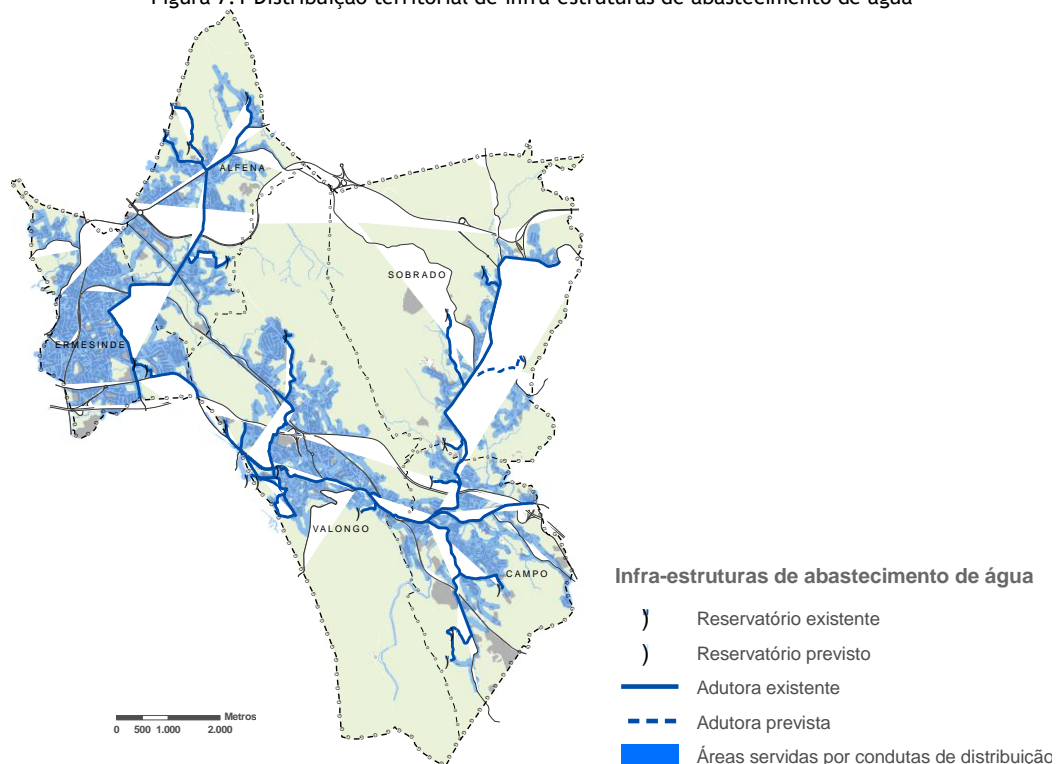 Figura 7.1 Distribuição territorial de infra-estruturas de abastecimento de água
ALFENA
SOBRADO
ERMESINDE
VALONGO
CAMPO
Metros
0 500 1.000 2.000
Infra-estruturas de abastecimento de água
Reservatório existente
Reservatório previsto
Adutora existente
Adutora prevista
Áreas servidas por condutas de distribuição